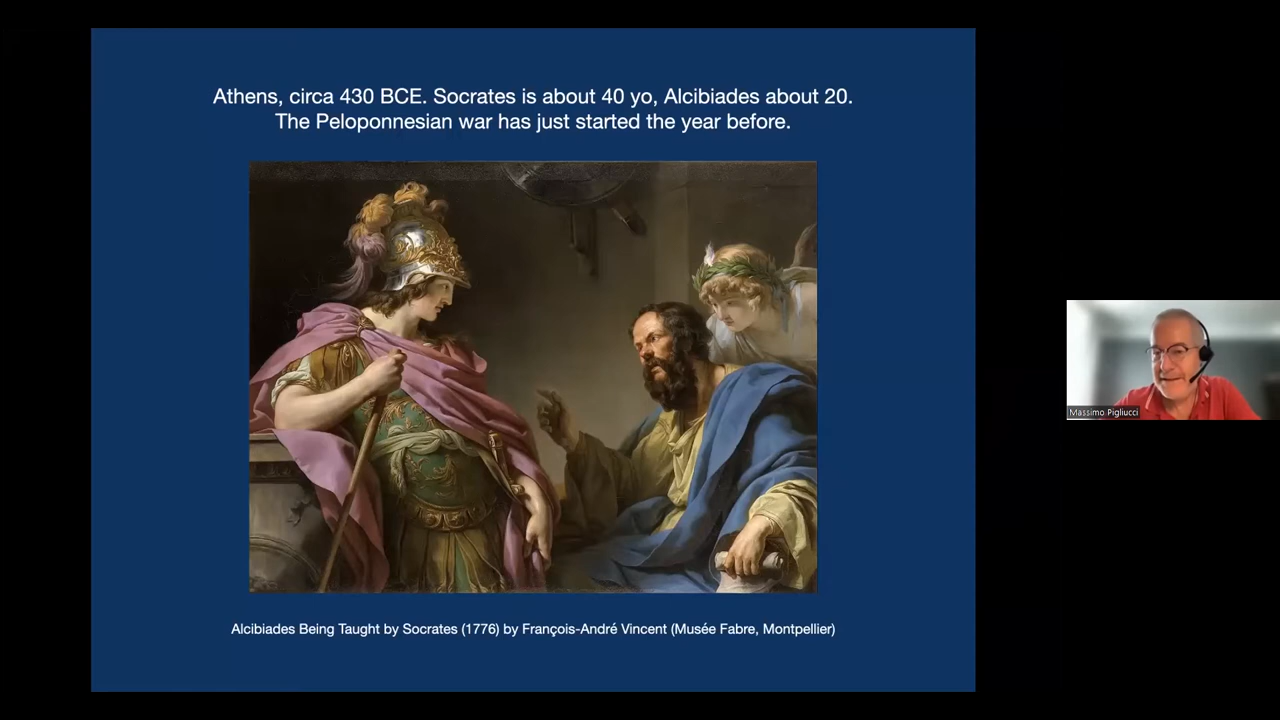 Athens, circa 430 BCE. Socrates is about 40 yo, Alcibiades about 20.
The Peloponnesian war has just started the year before.
Alcibiades Being Taught by Socrates (1776) by François-André Vincent (Musée Fabre, Montpellier)
Massimo Pigliucci